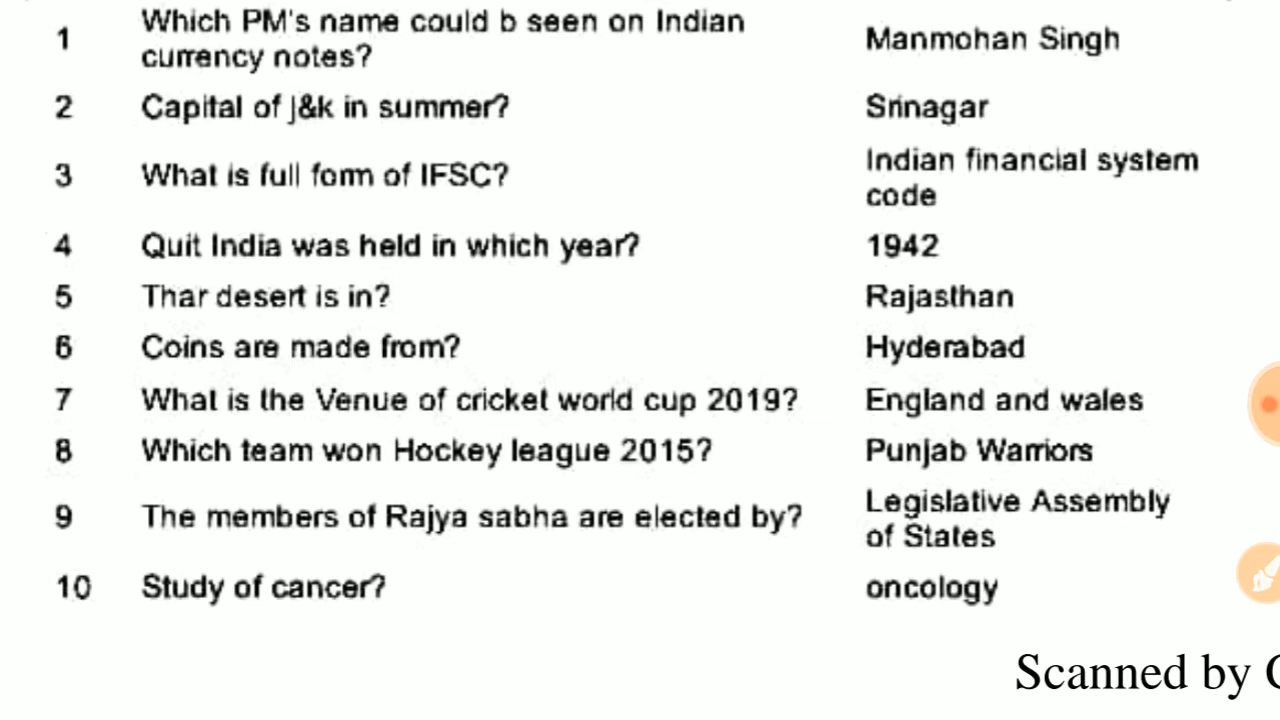 1 Which PM's name could b seen on Indian currency notes? Manmohan Singh
2 Capital of J&k in summer? Srinagar
3 What is full form of IFSC? Indian financial system code
4 Quit India was held in which year? 1942
5 Thar desert is in? Rajasthan
6 Coins are made from? Hyderabad
7 What is the Venue of cricket world cup 2019? England and wales
8 Which team won Hockey league 2015? Punjab Warriors
9 The members of Rajya sabha are elected by? Legislative Assembly of States
10 Study of cancer? oncology
Scanned by